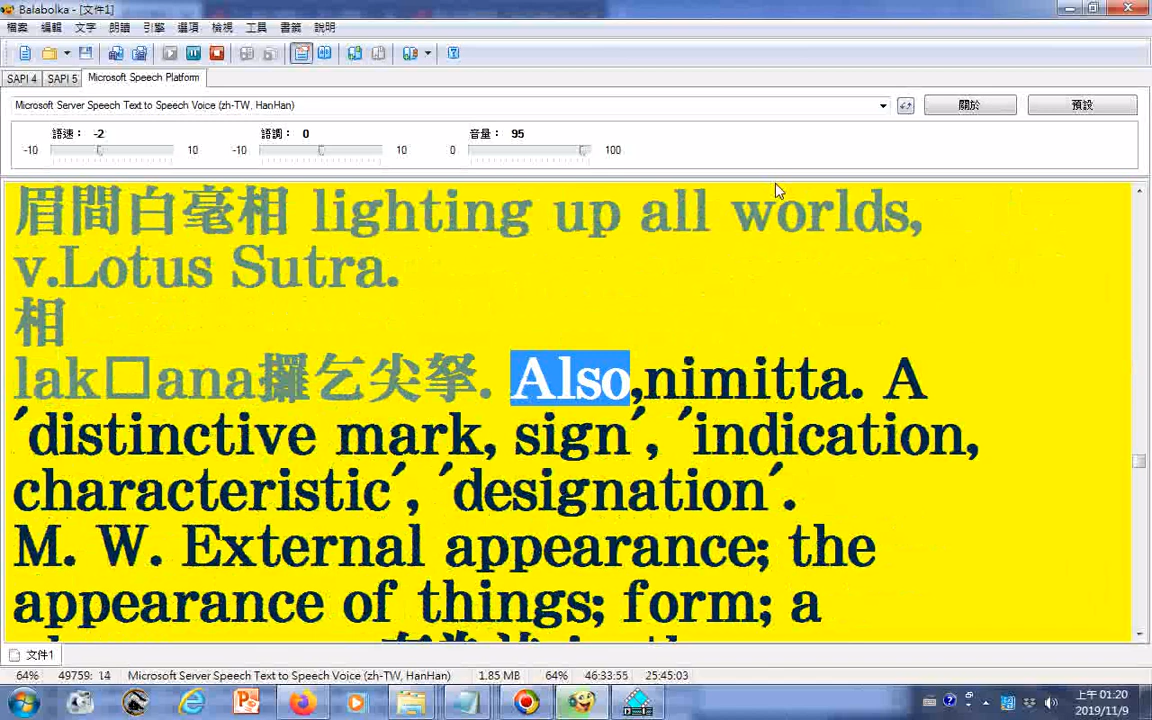 Balabolka - [文件1]
檔案 編輯 文字 朗讀 引擎 選項 檢視 工具 書籤 說明
SAPI 4 SAPI 5 Microsoft Speech Platform
Microsoft Server Speech Text to Speech Voice (zh-TW, HanHan) 關於 預設
語速： -2 語調： 0 音量： 95
-10 10 -10 10 0 100
眉間白毫相 lighting up all worlds,
v.Lotus Sutra.
相
lak□ana攞乞尖拏. Also,nimitta. A
′distinctive mark, sign′, ′indication,
characteristic′, ′designation′.
M. W. External appearance; the
appearance of things; form; a
文件1
64% 49759: 14 Microsoft Server Speech Text to Speech Voice (zh-TW, HanHan) 1.85 MB 64% 46:33:55 25:45:03
上午 01:20
2019/11/9